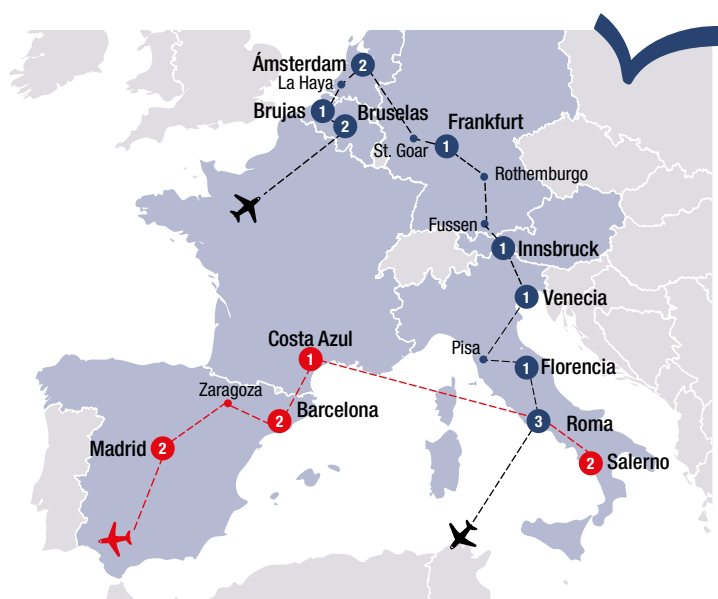 Ámsterdam 2
La Haya
Brujas 1
Bruselas 2
Frankfurt 1
St. Goar
Rothemburgo
Fussen
Innsbruck 1
Venecia 1
Costa Azul 1
Pisa
Florencia 1
Zaragoza
Barcelona 2
Roma 3
Madrid 2
Salerno 2